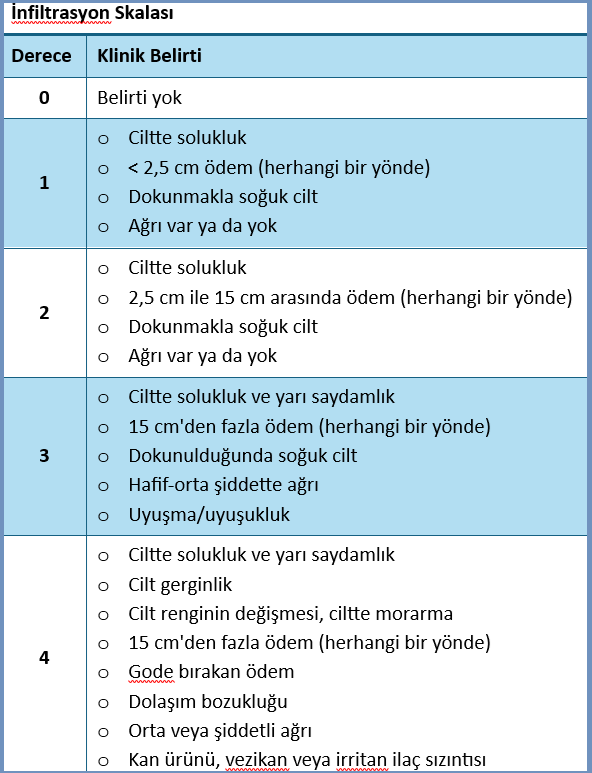 İnfiltrasyon Skalası
Derece Klinik Belirti
0 Belirti yok
1
o Ciltte solukluk
o < 2,5 cm ödem (herhangi bir yönde)
o Dokunmakla soğuk cilt
o Ağrı var ya da yok
2
o Ciltte solukluk
o 2,5 cm ile 15 cm arasında ödem (herhangi bir yönde)
o Dokunmakla soğuk cilt
o Ağrı var ya da yok
3
o Ciltte solukluk ve yarı saydamlık
o 15 cm'den fazla ödem (herhangi bir yönde)
o Dokunulduğunda soğuk cilt
o Hafif-orta şiddette ağrı
o Uyuşma/uyuşukluk
4
o Ciltte solukluk ve yarı saydamlık
o Cilt gerginlik
o Cilt renginin değişmesi, ciltte morarma
o 15 cm'den fazla ödem (herhangi bir yönde)
o Gode bırakan ödem
o Dolaşım bozukluğu
o Orta veya şiddetli ağrı
o Kan ürünü, vezikan veya irritan ilaç sızıntısı